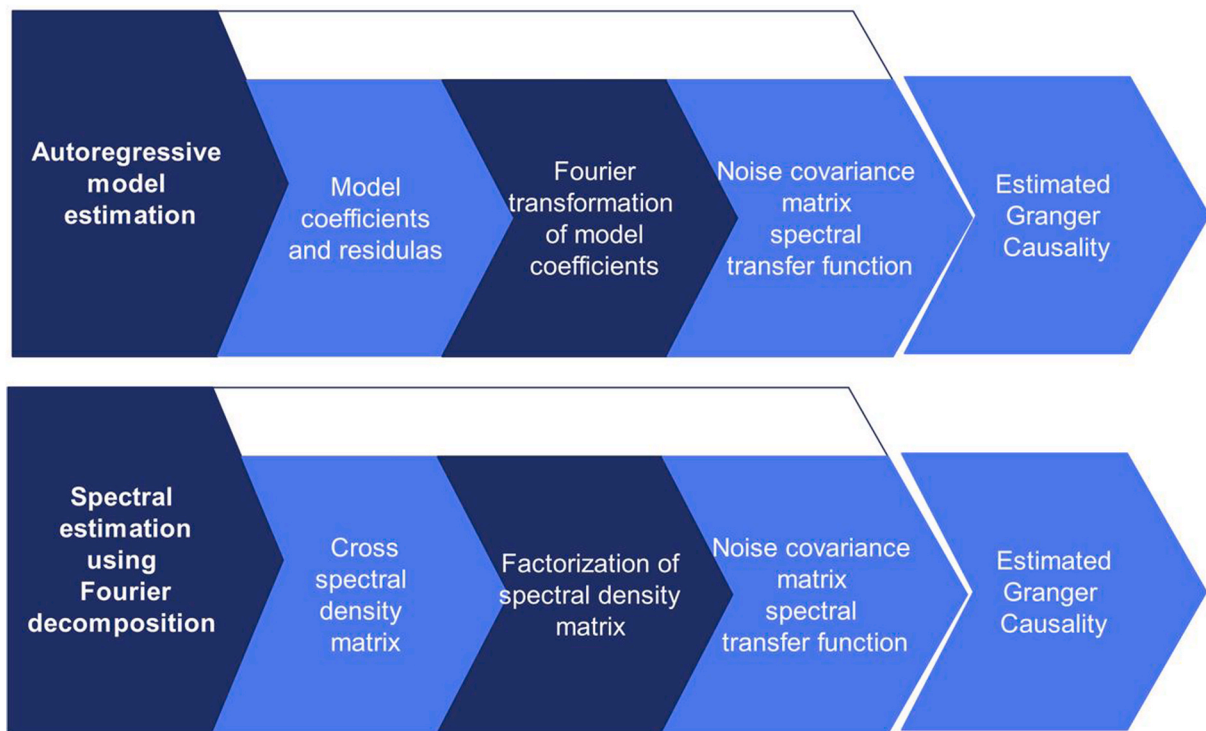 Autoregressive
model
estimation
Model
coefficients
and residulas
Fourier
transformation
of model
coefficients
Noise covariance
matrix
spectral
transfer function
Estimated
Granger
Causality
Spectral
estimation
using
Fourier
decomposition
Cross
spectral
density
matrix
Factorization of
spectral density
matrix
Noise covariance
matrix
spectral
transfer function
Estimated
Granger
Causality